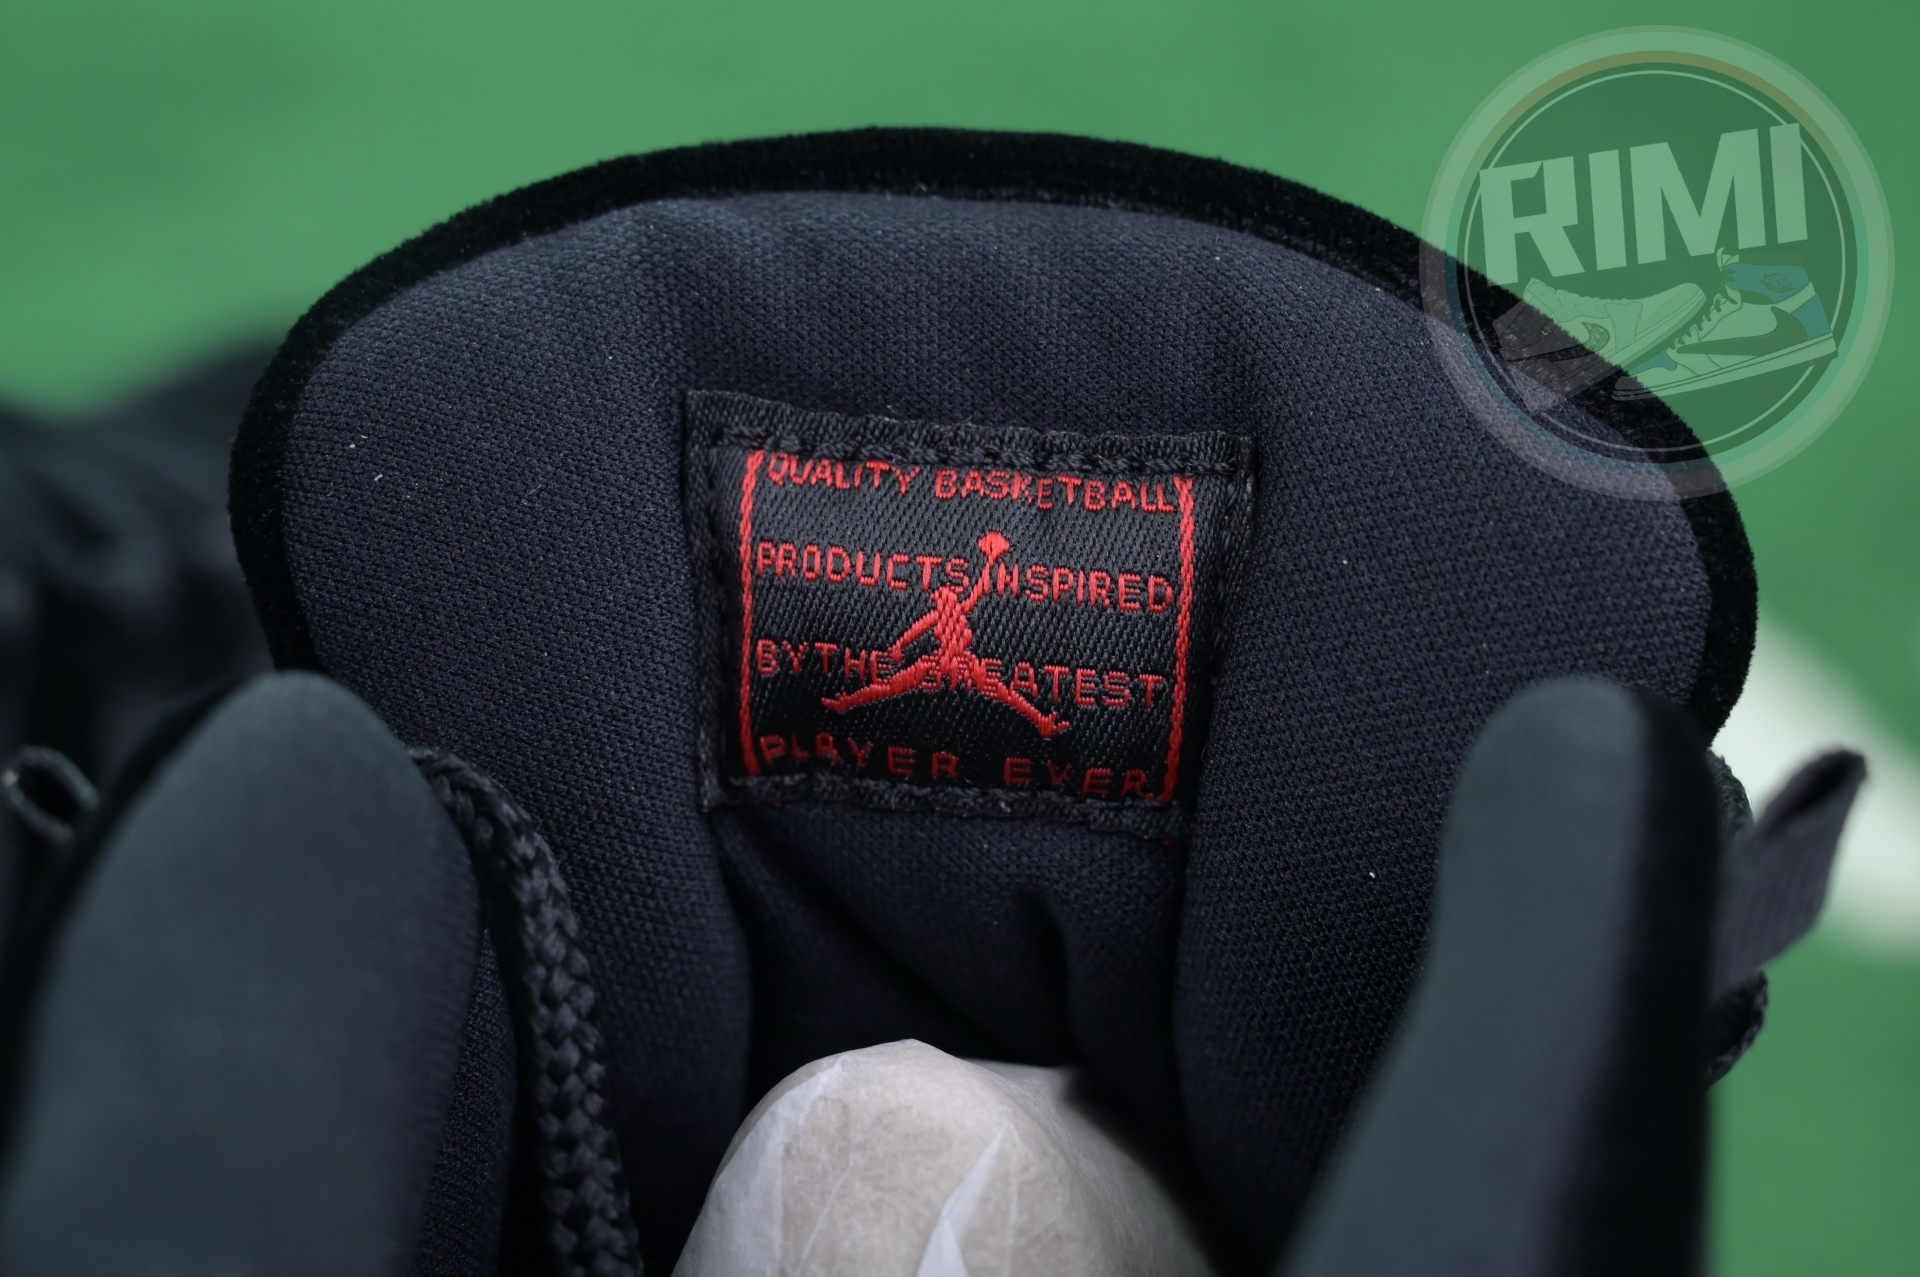 RIMI
QUALITY BASKETBALL
PRODUCTS INSPIRED
BY THE GREATEST
PLAYER EVER.